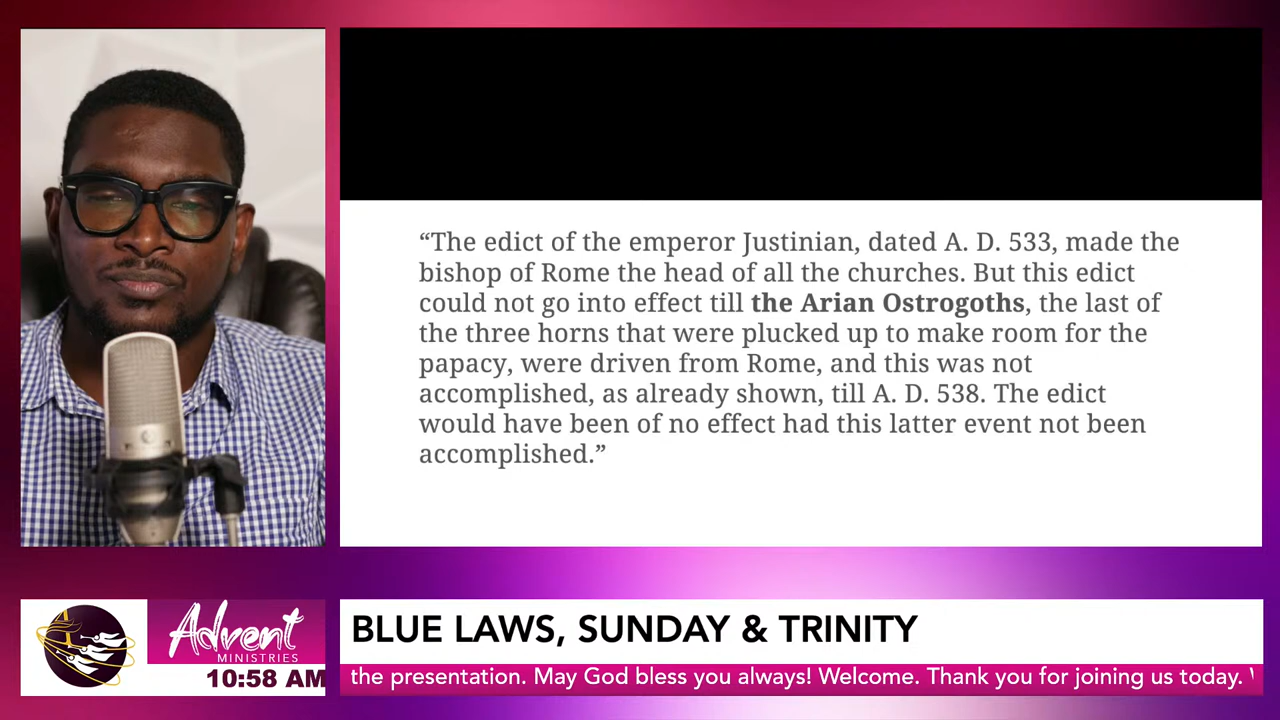 “The edict of the emperor Justinian, dated A. D. 533, made the
bishop of Rome the head of all the churches. But this edict
could not go into effect till the Arian Ostrogoths, the last of
the three horns that were plucked up to make room for the
papacy, were driven from Rome, and this was not
accomplished, as already shown, till A. D. 538. The edict
would have been of no effect had this latter event not been
accomplished.”
Advent
MINISTRIES
10:58 AM
BLUE LAWS, SUNDAY & TRINITY
the presentation. May God bless you always! Welcome. Thank you for joining us today.